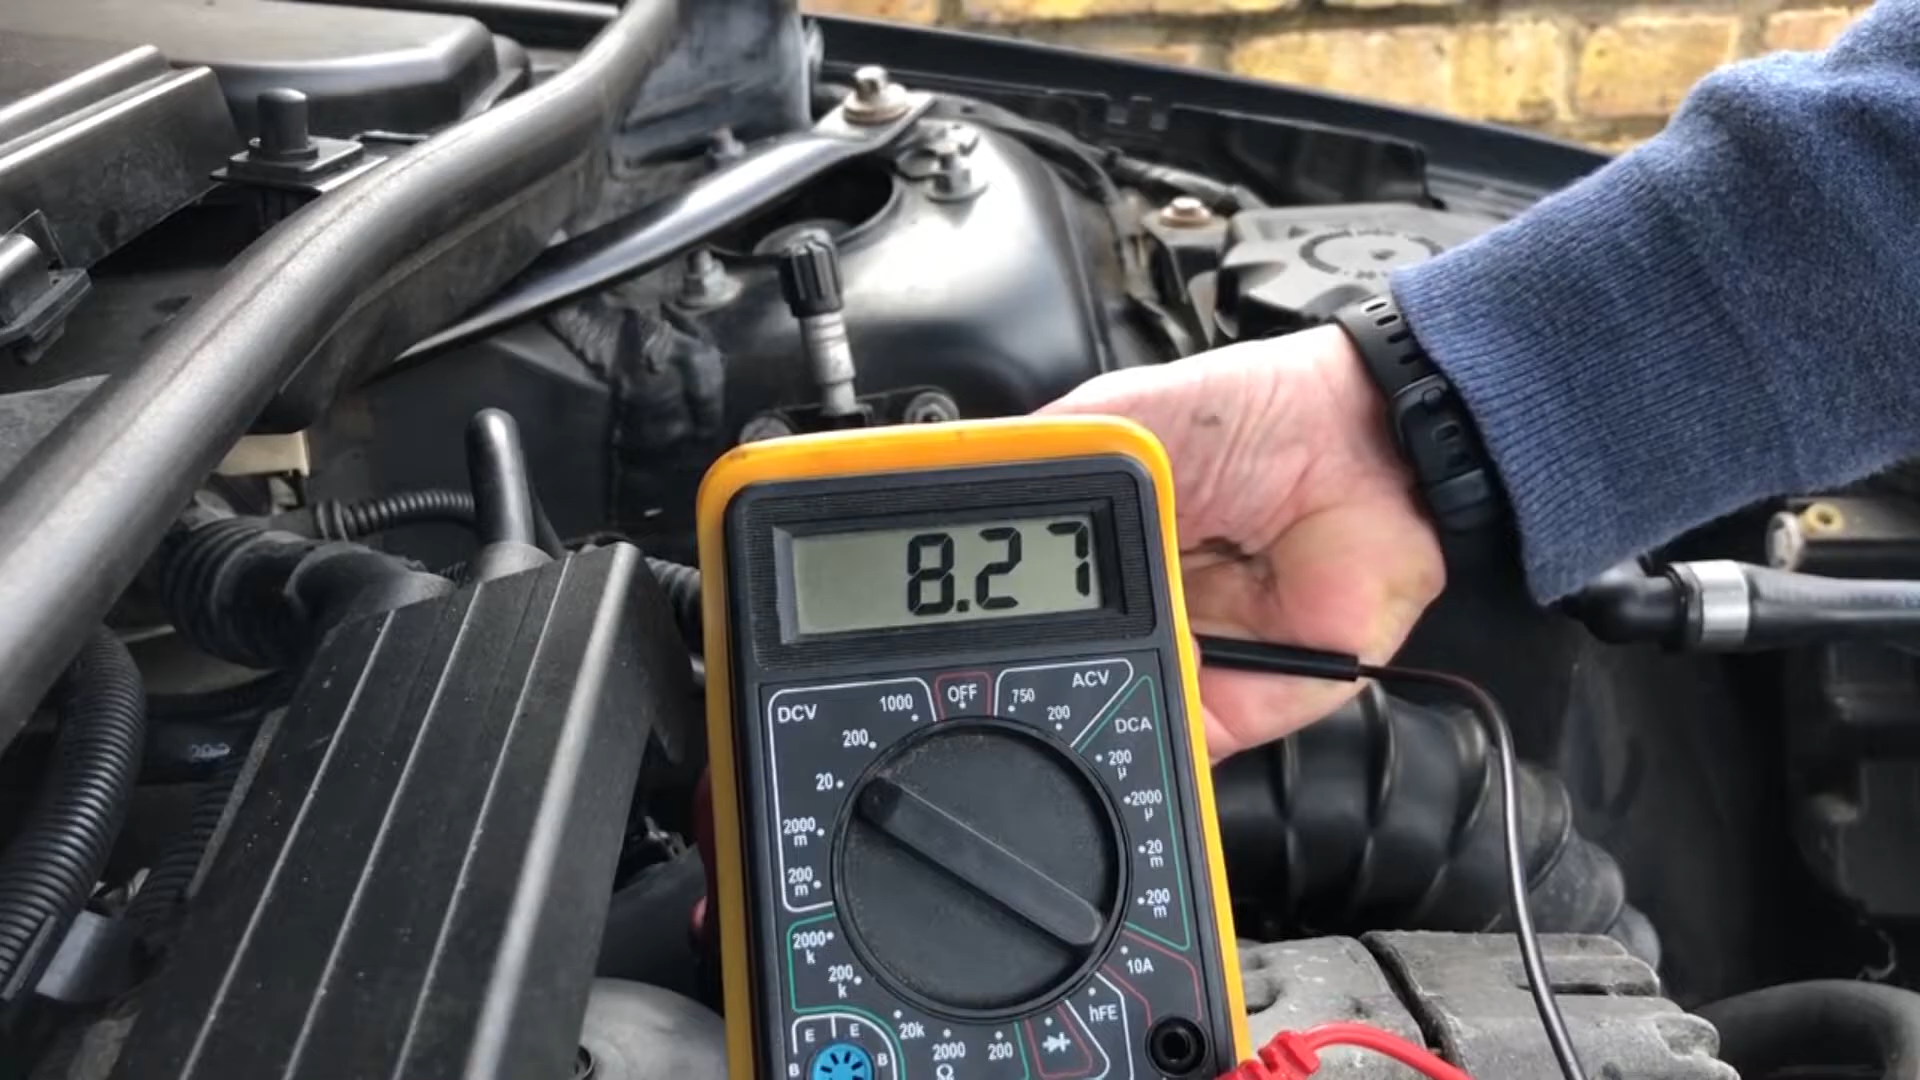 8.27
DCV 1000 OFF 750 ACV
200 200 DCA
20 200
µ
2000
m 2000
µ
200
m 20
m
2000
k 200
m
200
k 10A
20k 2000
Ω 200 hFE
E E
B B